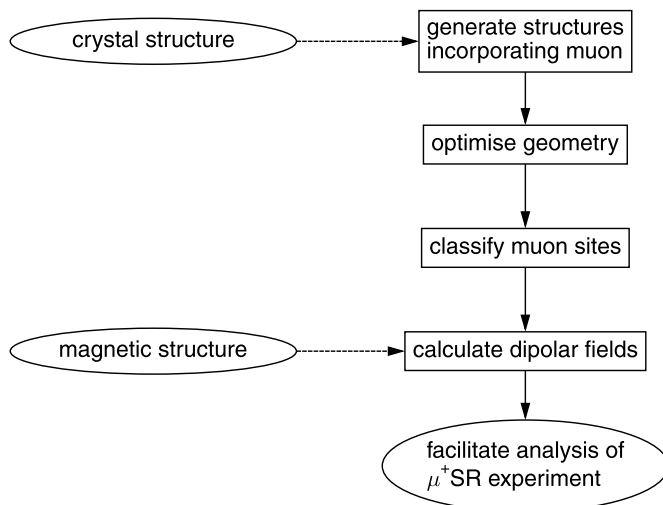 crystal structure
generate structures
incorporating muon
optimise geometry
classify muon sites
magnetic structure
calculate dipolar fields
facilitate analysis of
μ⁺SR experiment